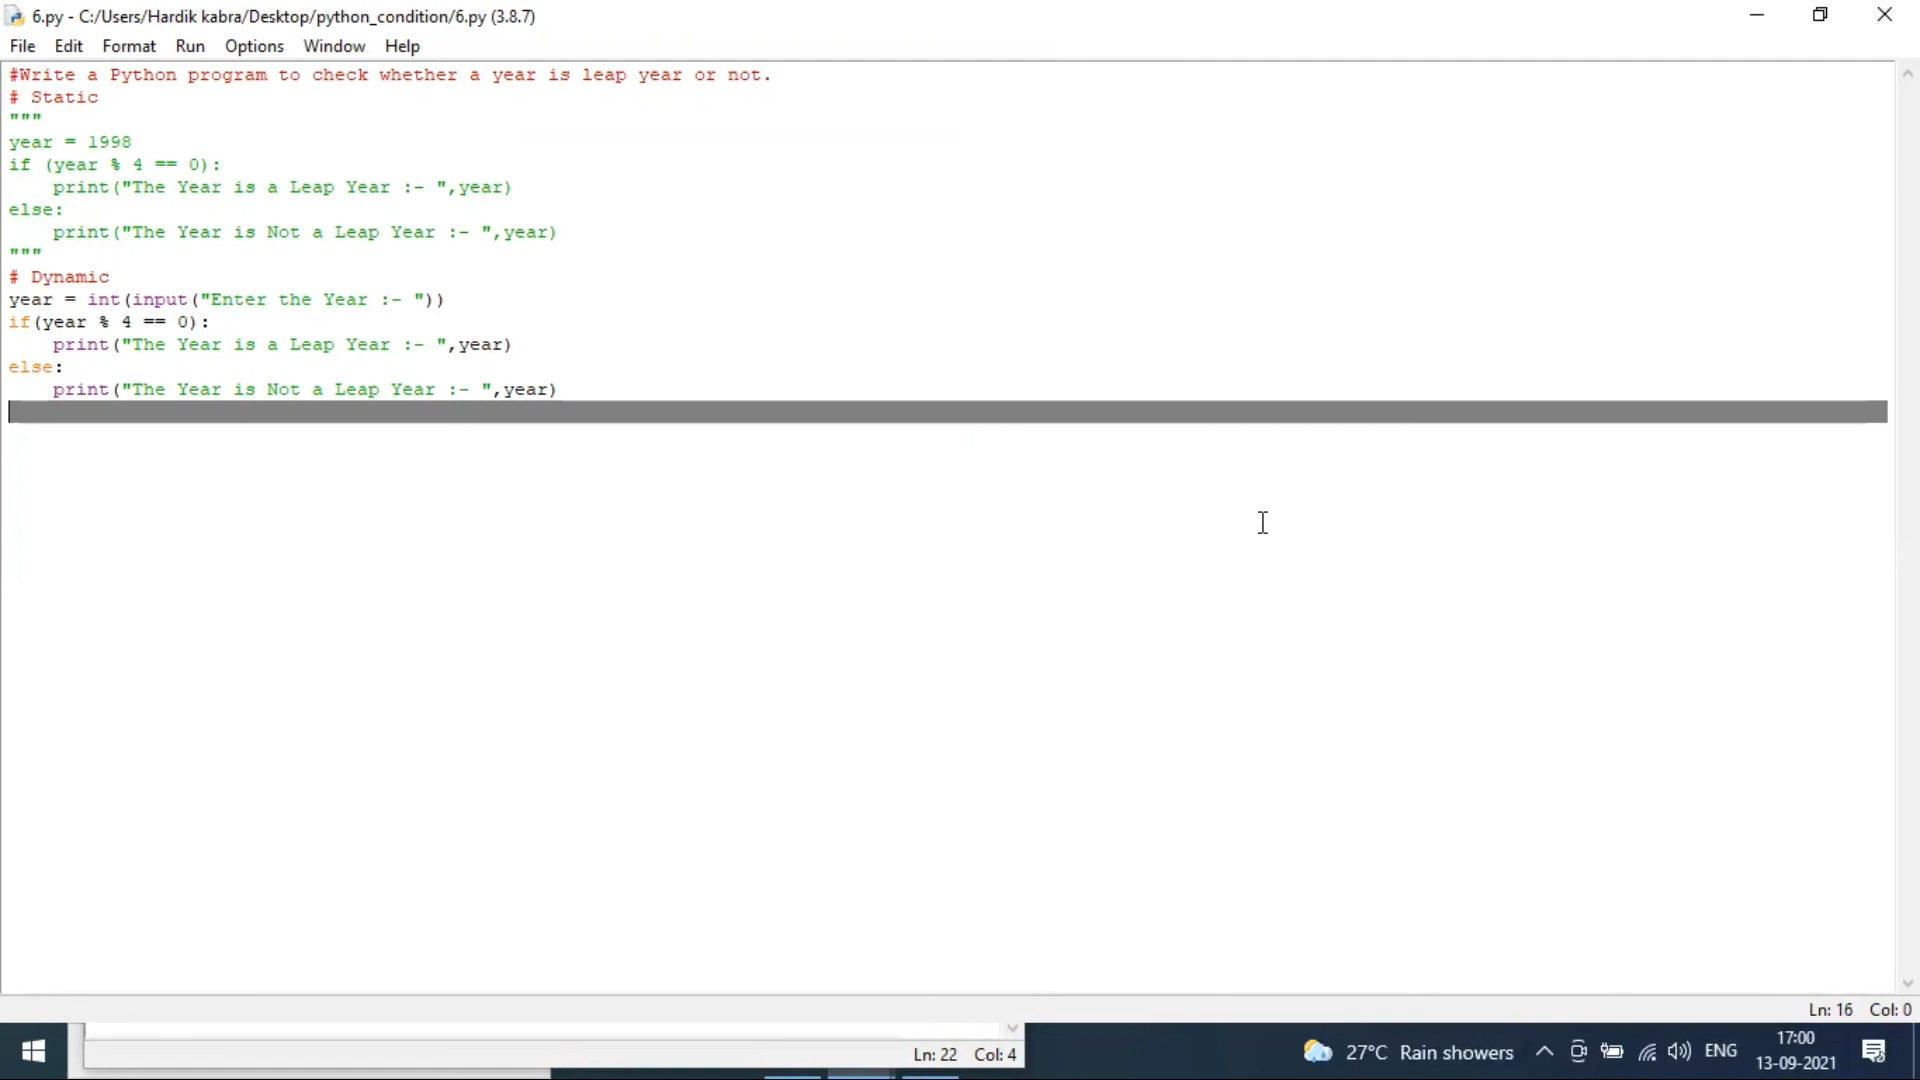 6.py - C:/Users/Hardik kabra/Desktop/python_condition/6.py (3.8.7)
File Edit Format Run Options Window Help
#Write a Python program to check whether a year is leap year or not.
# Static
"""
year = 1998
if (year % 4 == 0):
    print("The Year is a Leap Year :- ",year)
else:
    print("The Year is Not a Leap Year :- ",year)
"""
# Dynamic
year = int(input("Enter the Year :- "))
if(year % 4 == 0):
    print("The Year is a Leap Year :- ",year)
else:
    print("The Year is Not a Leap Year :- ",year)
Ln: 16 Col: 0
Ln: 22 Col: 4
27°C Rain showers ENG
17:00
13-09-2021